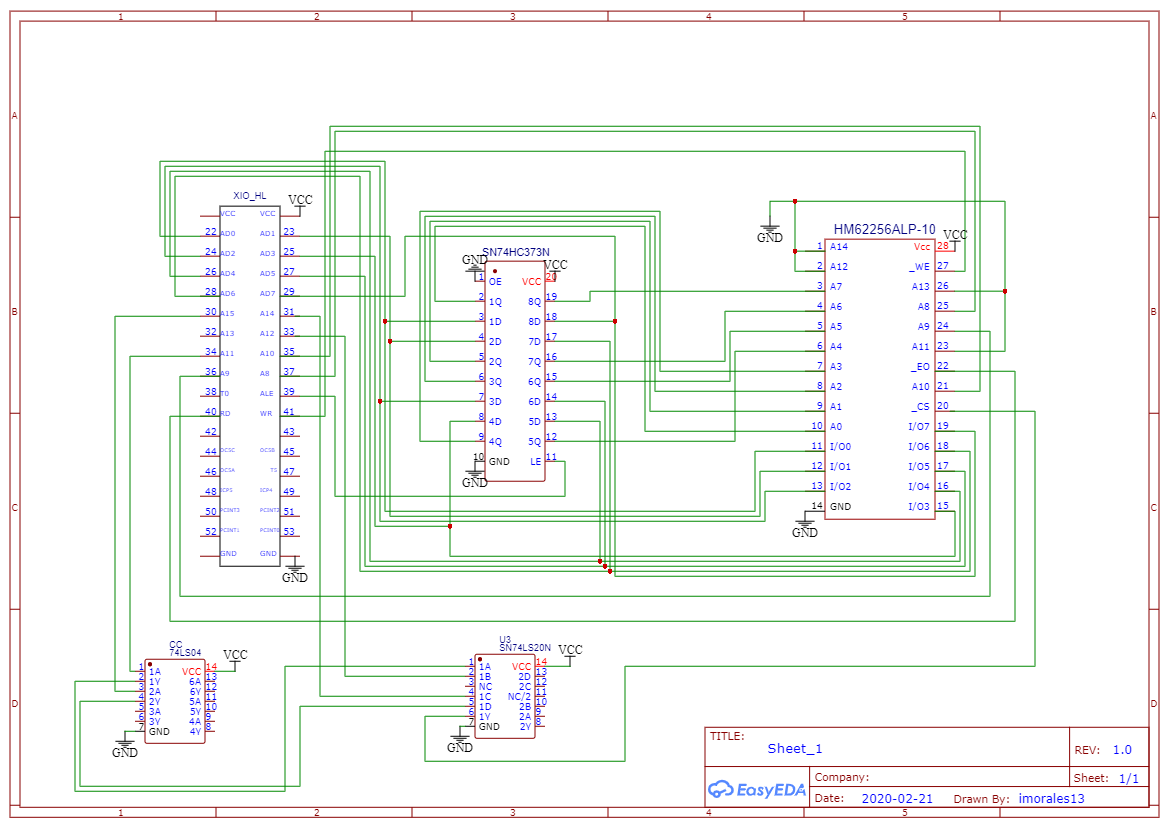 1 2 3 4 5
A A
B B
C C
D D
1 2 3 4 5
XIO_HL
VCC
VCC VCC
22 AD0 AD1 23
24 AD2 AD3 25
26 AD4 AD5 27
28 AD6 AD7 29
30 A15 A14 31
32 A13 A12 33
34 A11 A10 35
36 A9 A8 37
38 T0 ALE 39
40 RD WR 41
42 43
44 OCSC OCSB 45
46 OCSA TS 47
48 ICP5 ICP4 49
50 PCINT3 PCINT2 51
52 PCINT1 PCINT0 53
GND GND
GND
SN74HC373N
GND
VCC
1 OE VCC 20
2 1Q 8Q 19
3 1D 8D 18
4 2D 7D 17
5 2Q 7Q 16
6 3Q 6Q 15
7 3D 6D 14
8 4D 5D 13
9 4Q 5Q 12
10 GND LE 11
GND
GND
HM62256ALP-10
VCC
1 A14 Vcc 28
2 A12 _WE 27
3 A7 A13 26
4 A6 A8 25
5 A5 A9 24
6 A4 A11 23
7 A3 _EO 22
8 A2 A10 21
9 A1 _CS 20
10 A0 I/O7 19
11 I/O0 I/O6 18
12 I/O1 I/O5 17
13 I/O2 I/O4 16
14 GND I/O3 15
GND
CC
74LS04
VCC
1 1A VCC 14
2 1Y 6A 13
3 2A 6Y 12
4 2Y 5A 11
5 3A 5Y 10
6 3Y 4A 9
7 GND 4Y 8
GND
U3
SN74LS20N
VCC
1 1A VCC 14
2 1B 2D 13
3 NC 2C 12
4 1C NC/2 11
5 1D 2B 10
6 1Y 2A 9
7 GND 2Y 8
GND
TITLE:
Sheet_1
REV: 1.0
EasyEDA
Company:
Sheet: 1/1
Date: 2020-02-21 Drawn By: imorales13